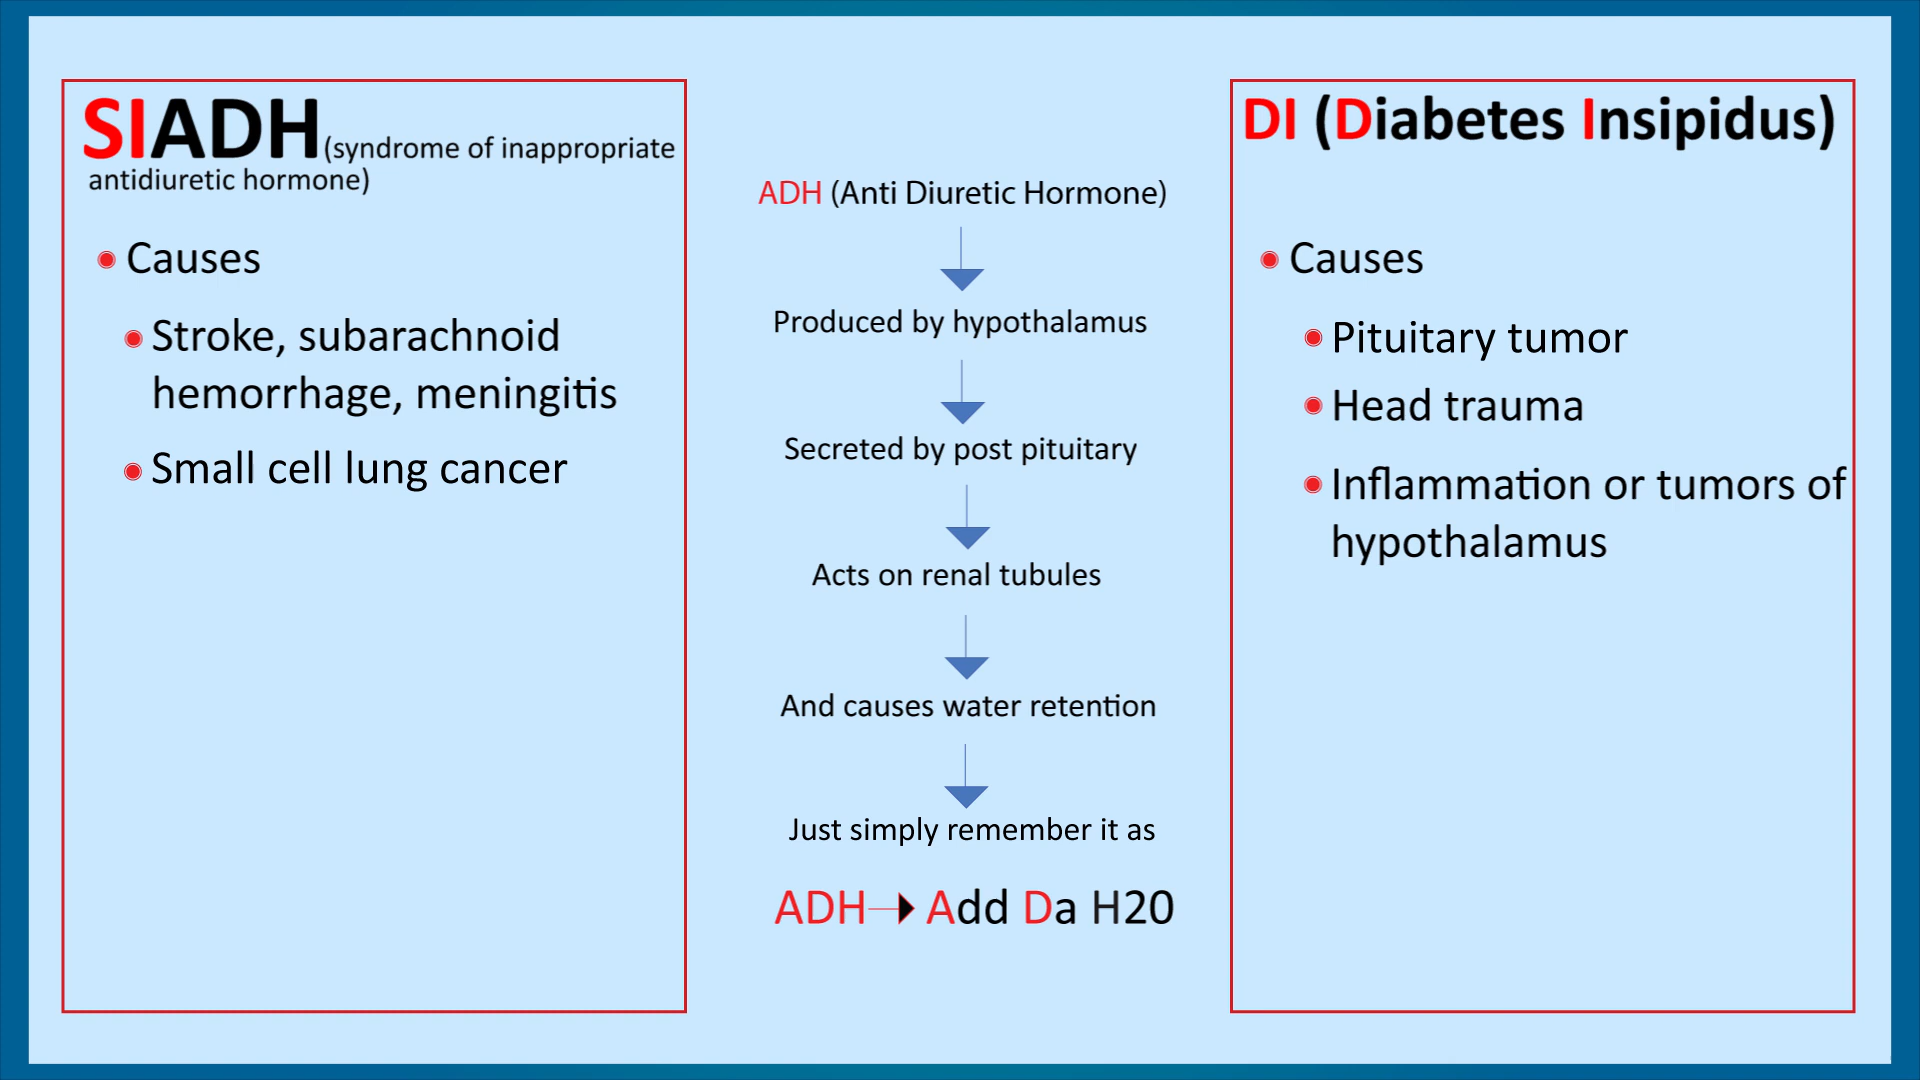 SIADH (syndrome of inappropriate
antidiuretic hormone)
Causes
Stroke, subarachnoid
hemorrhage, meningitis
Small cell lung cancer
ADH (Anti Diuretic Hormone)
Produced by hypothalamus
Secreted by post pituitary
Acts on renal tubules
And causes water retention
Just simply remember it as
ADH Add Da H20
DI (Diabetes Insipidus)
Causes
Pituitary tumor
Head trauma
Inflammation or tumors of
hypothalamus